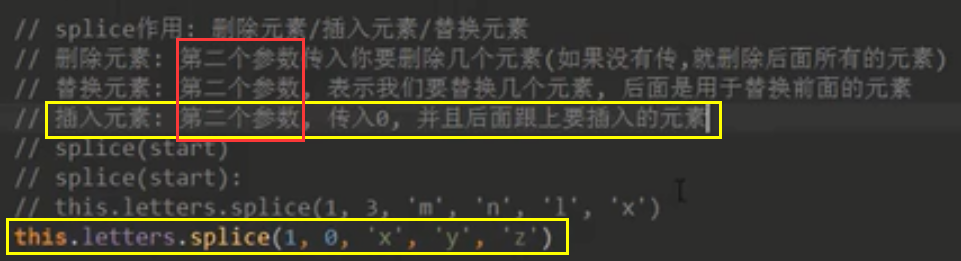 // splice作用: 删除元素/插入元素/替换元素
// 删除元素: 第二个参数传入你要删除几个元素(如果没有传,就删除后面所有的元素)
// 替换元素: 第二个参数, 表示我们要替换几个元素, 后面是用于替换前面的元素
// 插入元素: 第二个参数, 传入0, 并且后面跟上要插入的元素
// splice(start)
// splice(start):
// this.letters.splice(1, 3, 'm', 'n', 'l', 'x')
this.letters.splice(1, 0, 'x', 'y', 'z')